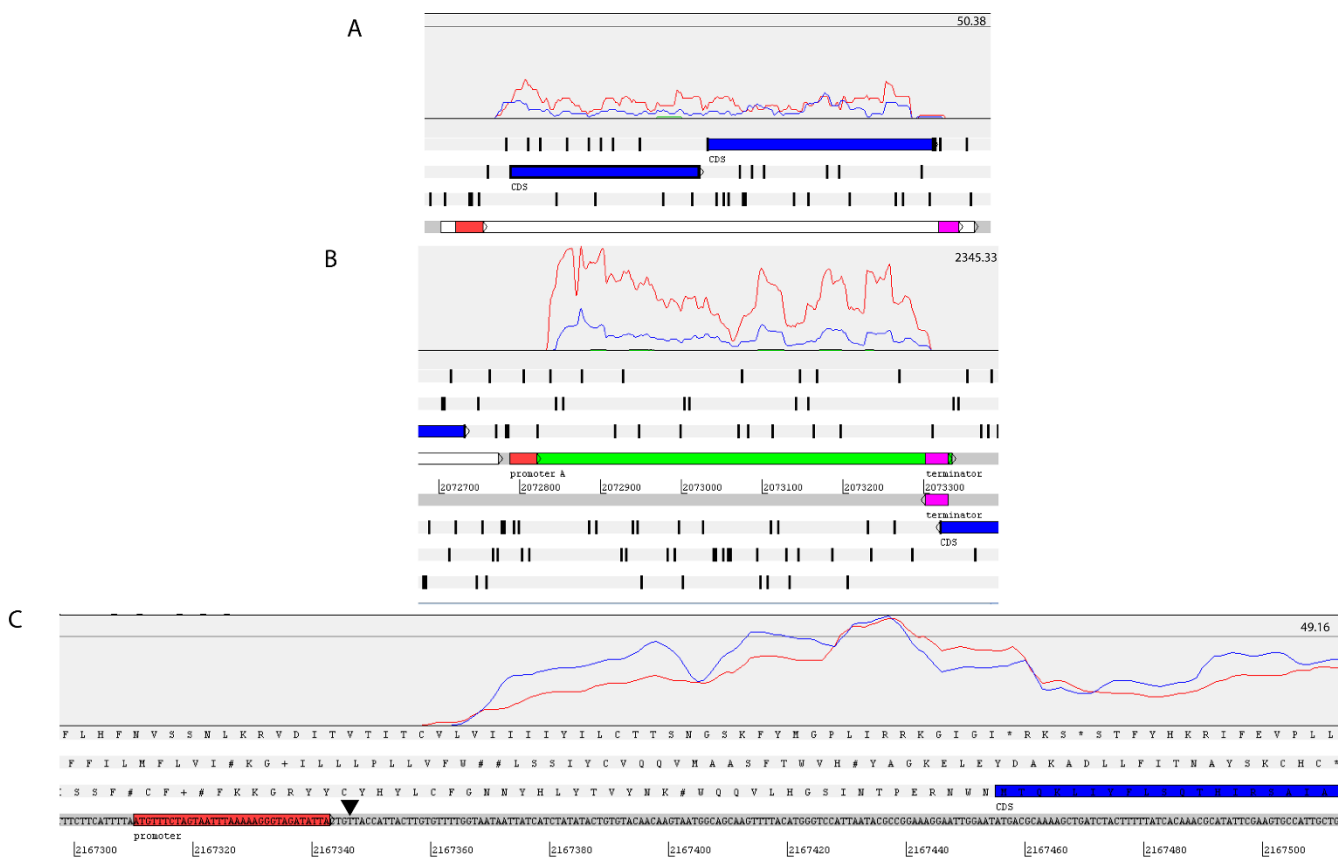 A
50.38
CDS
CDS
B
2345.33
promoter A
terminator
2072700 2072800 2072900 2073000 2073100 2073200 2073300
terminator
CDS
C
49.16
F L H F N V S S N L K R V D I T V T I T C V L V I I I I Y I L C T T S N G S K F Y M G P L I R R K G I G I * R K S * S T F Y H K R I F E V P L L
F F I L M F L V I # K G + I L L L P L L V F W # # L S S I Y C V Q Q V M A A S F T W V H # Y A G K E L E Y D A K A D L L F I T N A Y S K C H C *
I S S F # C F + # F K K G R Y Y C Y H Y L C F G N N Y H L Y T V Y N K # W Q Q V L H G S I N T P E R N W N M T Q K L I Y F L S Q T H I R S A I A
CDS
TTCTTCATTTTAATGTTTCTAGTAATTTAAAAAGGGTAGATATTACTGTTACCATTACTTGTGTTTTGGTAATAATTATCATCTATATACTGTGTACAACAAGTAATGGCAGCAAGTTTTACATGGGTCCATTAATACGCCGGAAAGGAATTGGAATATGACGCAAAAGCTGATCTACTTTTTATCACAAACGCATATTCGAAGTGCCATTGCTG
promoter
2167300 2167320 2167340 2167360 2167380 2167400 2167420 2167440 2167460 2167480 2167500